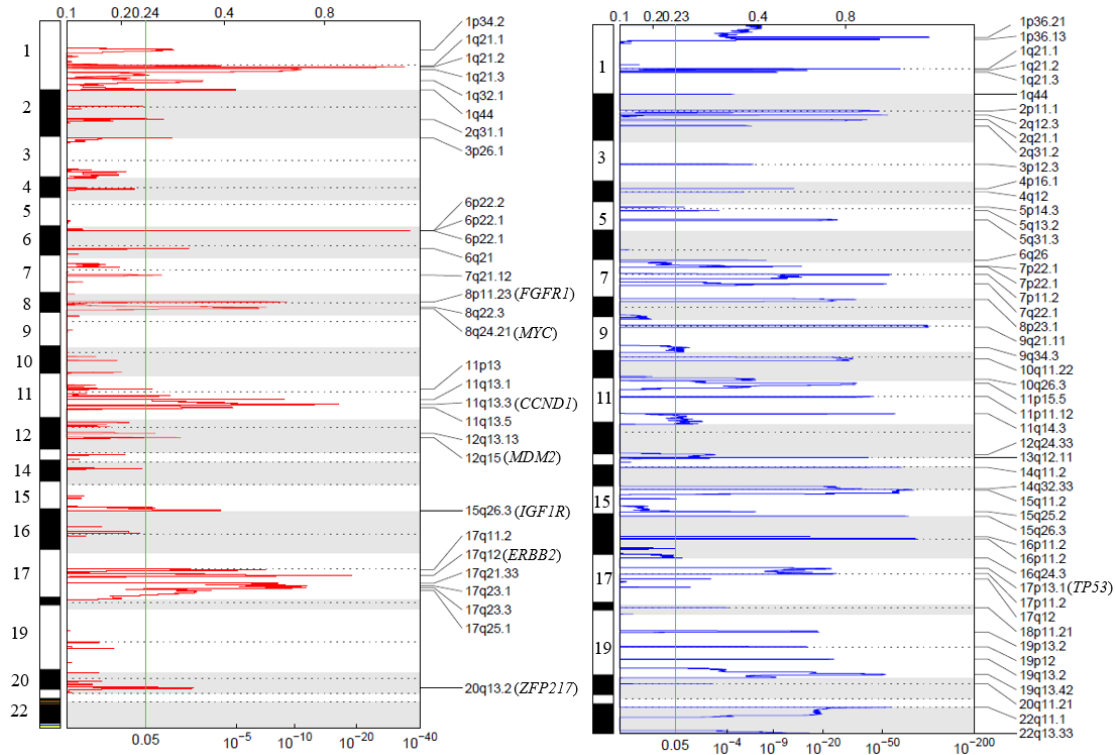 0.1 0.20.24 0.4 0.8
1
2
3
4
5
6
7
8
9
10
11
12
14
15
16
17
19
20
22
1p34.2
1q21.1
1q21.2
1q21.3
1q32.1
1q44
2q31.1
3p26.1
6p22.2
6p22.1
6p22.1
6q21
7q21.12
8p11.23 (FGFR1)
8q22.3
8q24.21 (MYC)
11p13
11q13.1
11q13.3 (CCND1)
11q13.5
12q13.13
12q15 (MDM2)
15q26.3 (IGF1R)
17q11.2
17q12 (ERBB2)
17q21.33
17q23.1
17q23.3
17q25.1
20q13.2 (ZFP217)
0.05 10⁻⁵ 10⁻¹⁰ 10⁻²⁰ 10⁻⁴⁰
0.1 0.20.23 0.4 0.8
1
3
5
7
9
11
15
17
19
1p36.21
1p36.13
1q21.1
1q21.2
1q21.3
1q44
2p11.1
2q12.3
2q21.1
2q31.2
3p12.3
4p16.1
4q12
5p14.3
5q13.2
5q31.3
6q26
7p22.1
7p22.1
7p11.2
7q22.1
8p23.1
9q21.11
9q34.3
10q11.22
10q26.3
11p15.5
11p11.12
11q14.3
12q24.33
13q12.11
14q11.2
14q32.33
15q11.2
15q25.2
15q26.3
16p11.2
16p11.2
16q24.3
17p13.1 (TP53)
17p11.2
17q12
18p11.21
19p13.2
19p12
19q13.2
19q13.42
20q11.21
22q11.1
22q13.33
0.05 10⁻⁴ 10⁻⁹ 10⁻²⁰ 10⁻⁵⁰ 10⁻²⁰⁰